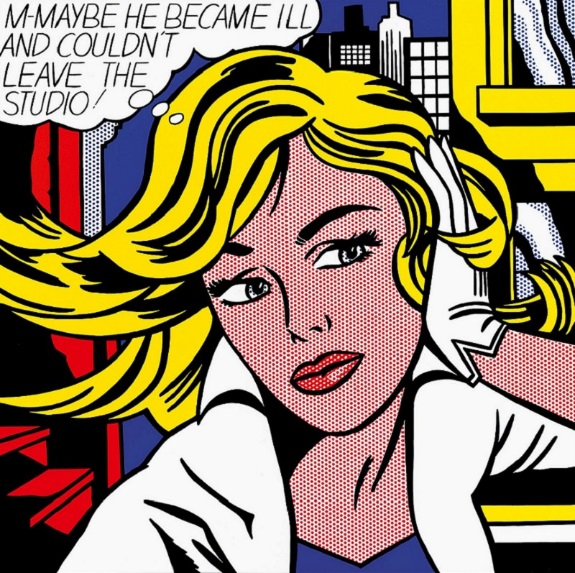 M-MAYBE HE BECAME ILL
AND COULDN'T
LEAVE THE
STUDIO!